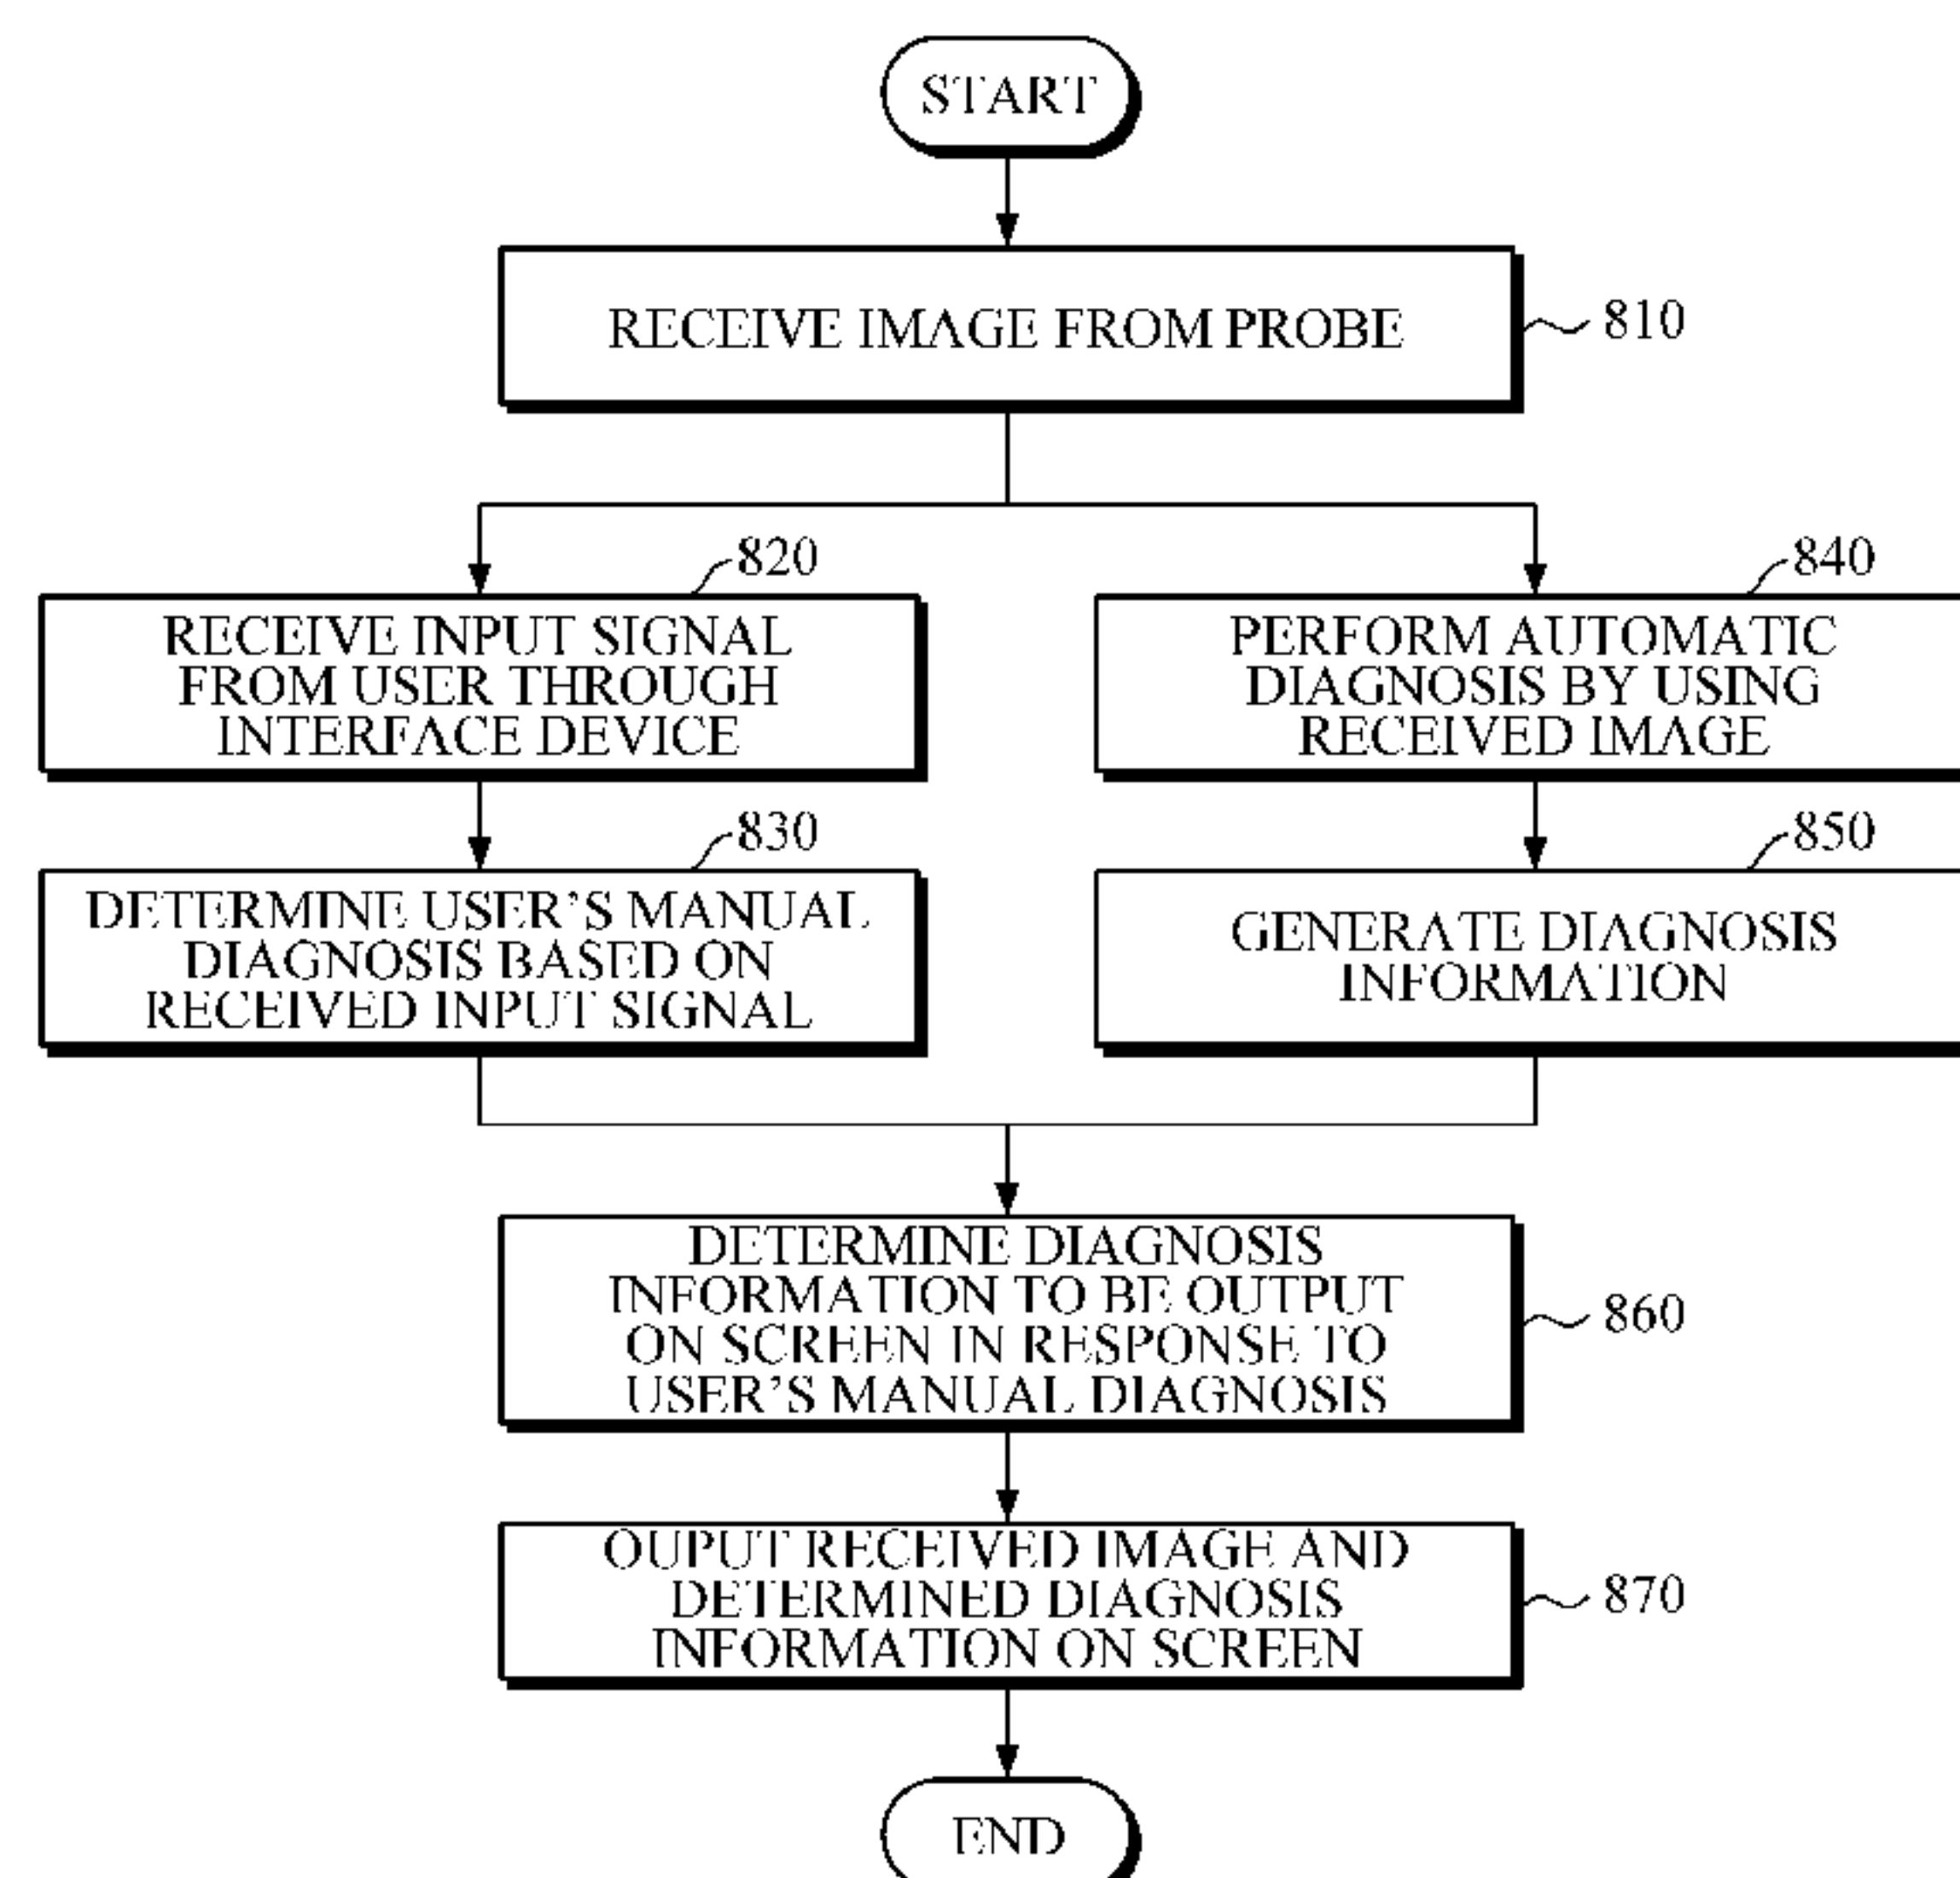 START
RECEIVE IMAGE FROM PROBE
810
820
RECEIVE INPUT SIGNAL
FROM USER THROUGH
INTERFACE DEVICE
840
PERFORM AUTOMATIC
DIAGNOSIS BY USING
RECEIVED IMAGE
830
DETERMINE USER'S MANUAL
DIAGNOSIS BASED ON
RECEIVED INPUT SIGNAL
850
GENERATE DIAGNOSIS
INFORMATION
DETERMINE DIAGNOSIS
INFORMATION TO BE OUTPUT
ON SCREEN IN RESPONSE TO
USER'S MANUAL DIAGNOSIS
860
OUPUT RECEIVED IMAGE AND
DETERMINED DIAGNOSIS
INFORMATION ON SCREEN
870
END